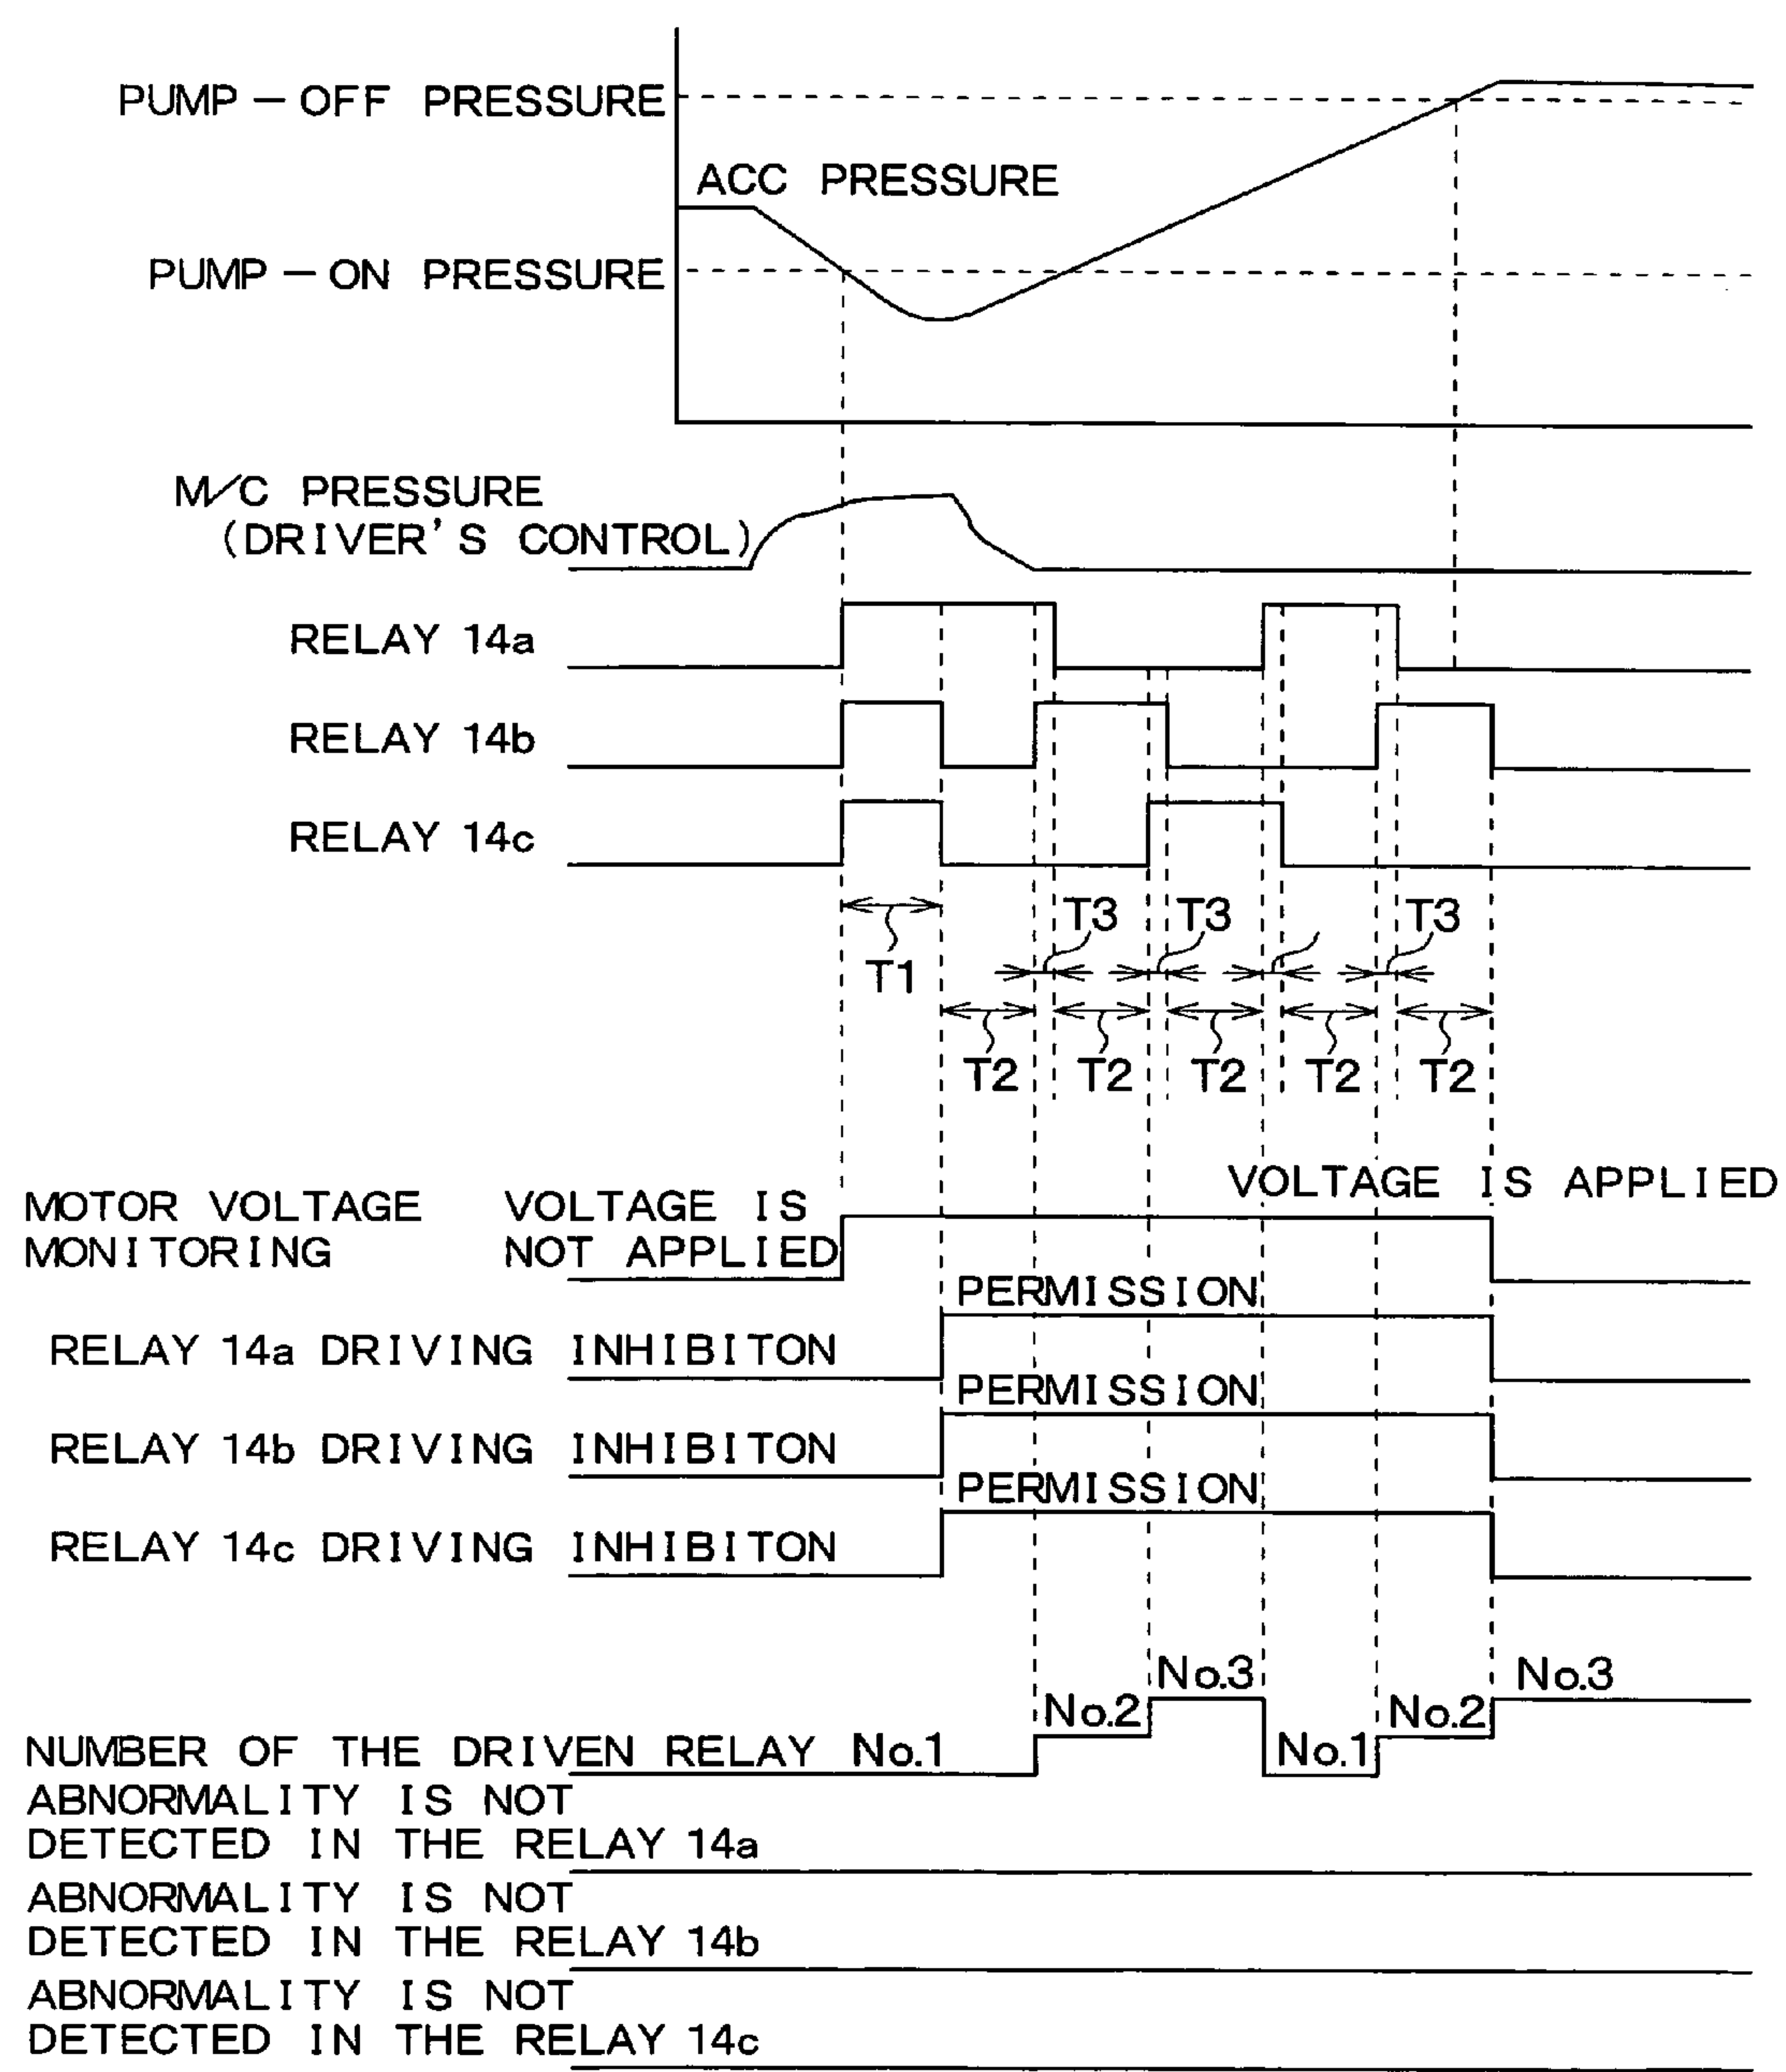 PUMP-OFF PRESSURE
ACC PRESSURE
PUMP-ON PRESSURE
M/C PRESSURE
(DRIVER'S CONTROL)
RELAY 14a
RELAY 14b
RELAY 14c
T3 T3 T3
T1
T2 T2 T2 T2 T2
VOLTAGE IS APPLIED
MOTOR VOLTAGE VOLTAGE IS
MONITORING NOT APPLIED
PERMISSION
RELAY 14a DRIVING INHIBITON
PERMISSION
RELAY 14b DRIVING INHIBITON
PERMISSION
RELAY 14c DRIVING INHIBITON
No.3 No.3
No.2 No.2
NUMBER OF THE DRIVEN RELAY No.1 No.1
ABNORMALITY IS NOT
DETECTED IN THE RELAY 14a
ABNORMALITY IS NOT
DETECTED IN THE RELAY 14b
ABNORMALITY IS NOT
DETECTED IN THE RELAY 14c